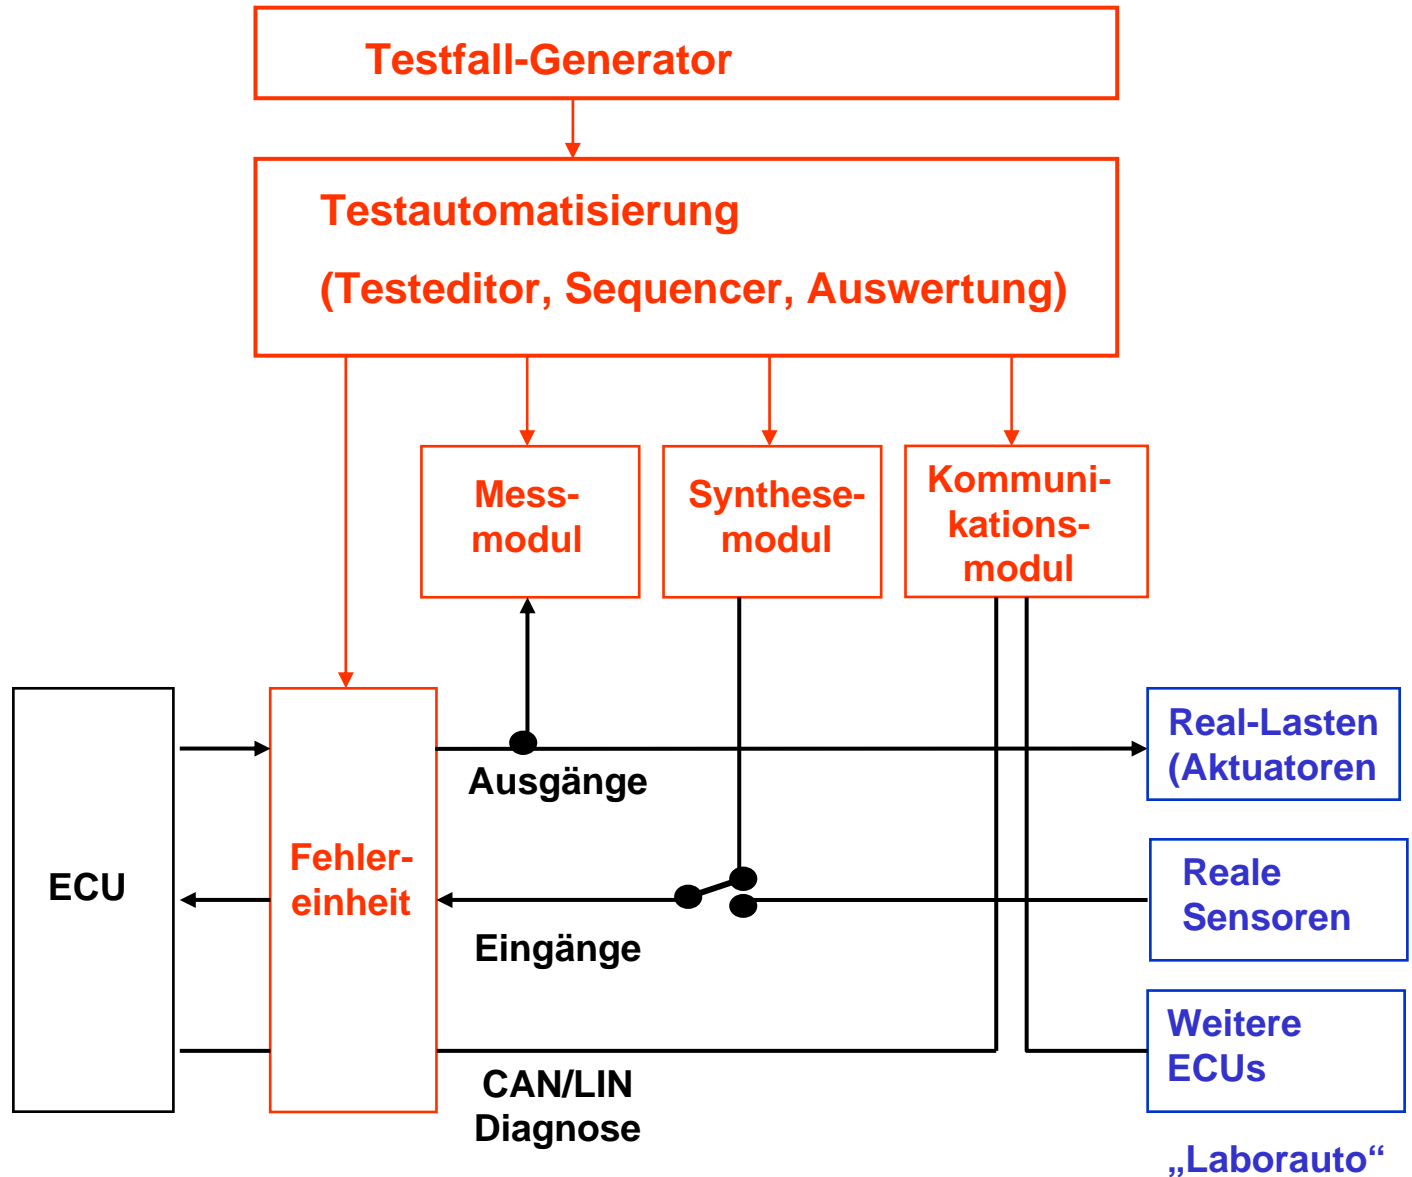 Testfall-Generator
Testautomatisierung
(Testeditor, Sequencer, Auswertung)
Mess-
modul
Synthese-
modul
Kommuni-
kations-
modul
ECU
Fehler-
einheit
Ausgänge
Eingänge
CAN/LIN
Diagnose
Real-Lasten
(Aktuatoren
Reale
Sensoren
Weitere
ECUs
„Laborauto“